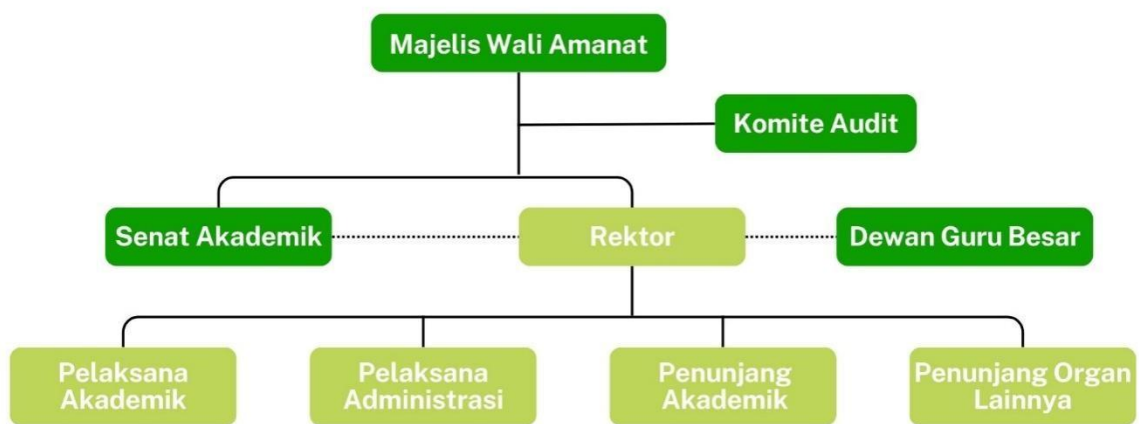 Majelis Wali Amanat
Komite Audit
Senat Akademik
Rektor
Dewan Guru Besar
Pelaksana
Akademik
Pelaksana
Administrasi
Penunjang
Akademik
Penunjang Organ
Lainnya